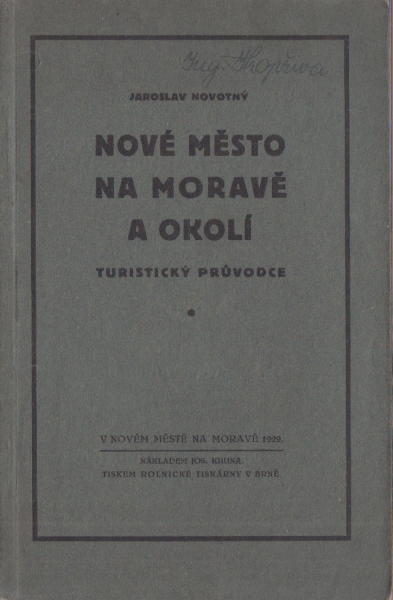 JAROSLAV NOVOTNÝ
NOVÉ MĚSTO
NA MORAVĚ
A OKOLÍ
TURISTICKÝ PRŮVODCE
V NOVÉM MĚSTĚ NA MORAVĚ 1929.
NÁKLADEM JOS. KRUNA.
TISKEM ROLNICKÉ TISKÁRNY V BRNĚ.